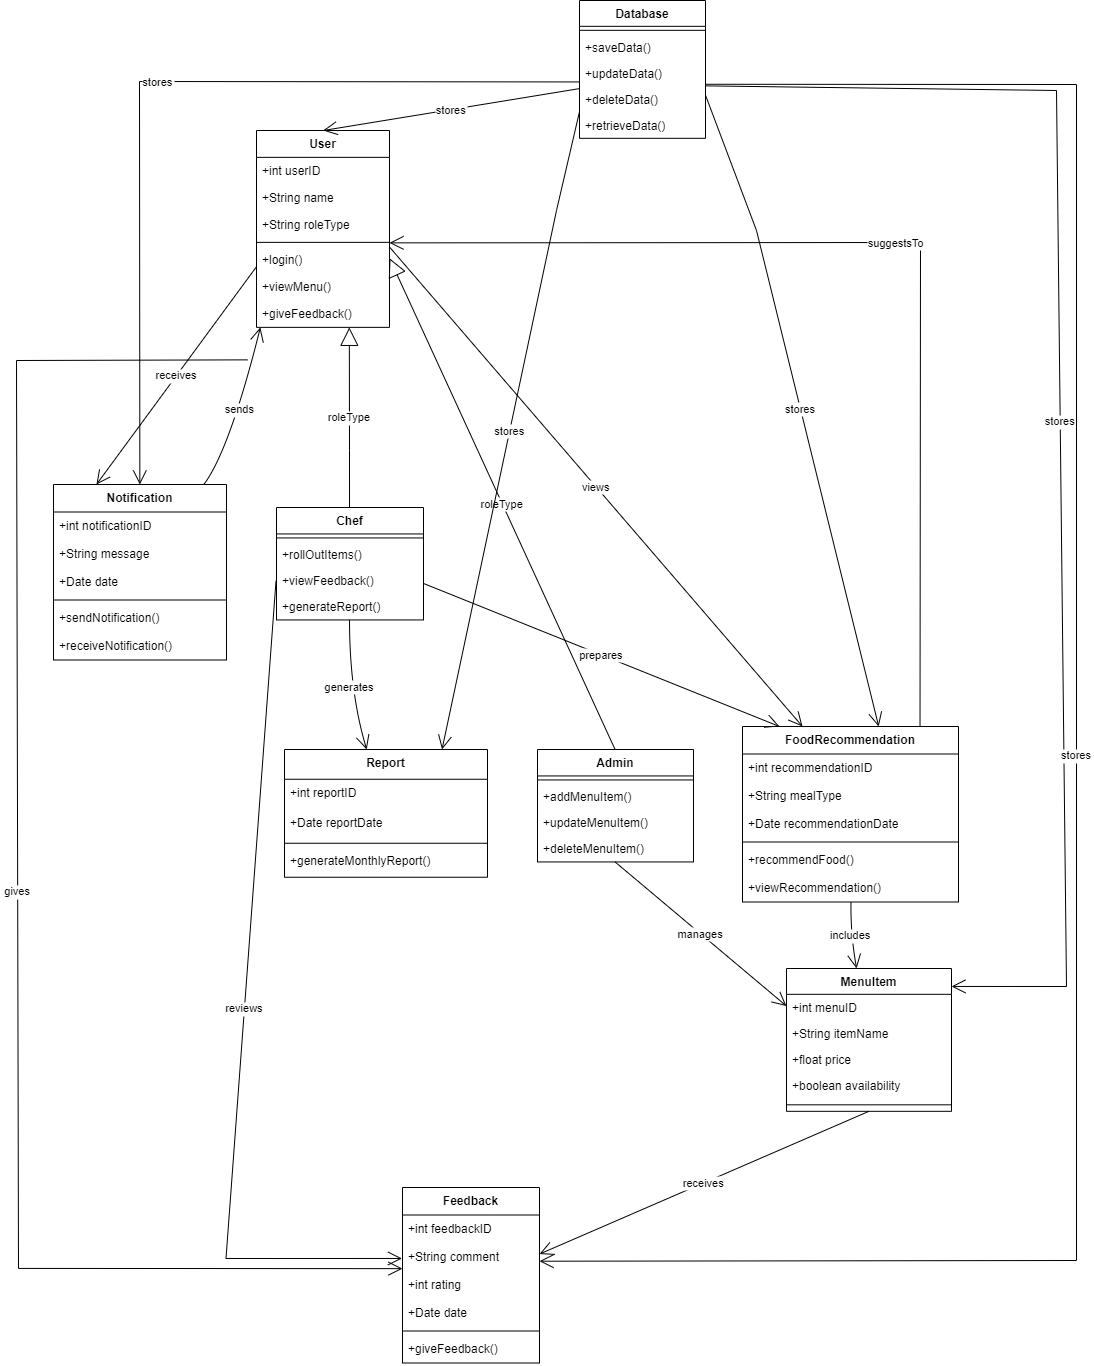 Database
+saveData()
+updateData()
+deleteData()
+retrieveData()
stores
stores
User
+int userID
+String name
+String roleType
+login()
+viewMenu()
+giveFeedback()
suggestsTo
receives
sends
roleType
stores
stores
stores
views
roleType
Notification
+int notificationID
+String message
+Date date
+sendNotification()
+receiveNotification()
Chef
+rollOutItems()
+viewFeedback()
+generateReport()
prepares
generates
stores
Report
+int reportID
+Date reportDate
+generateMonthlyReport()
Admin
+addMenuItem()
+updateMenuItem()
+deleteMenuItem()
FoodRecommendation
+int recommendationID
+String mealType
+Date recommendationDate
+recommendFood()
+viewRecommendation()
gives
manages
includes
MenuItem
+int menuID
+String itemName
+float price
+boolean availability
reviews
receives
Feedback
+int feedbackID
+String comment
+int rating
+Date date
+giveFeedback()